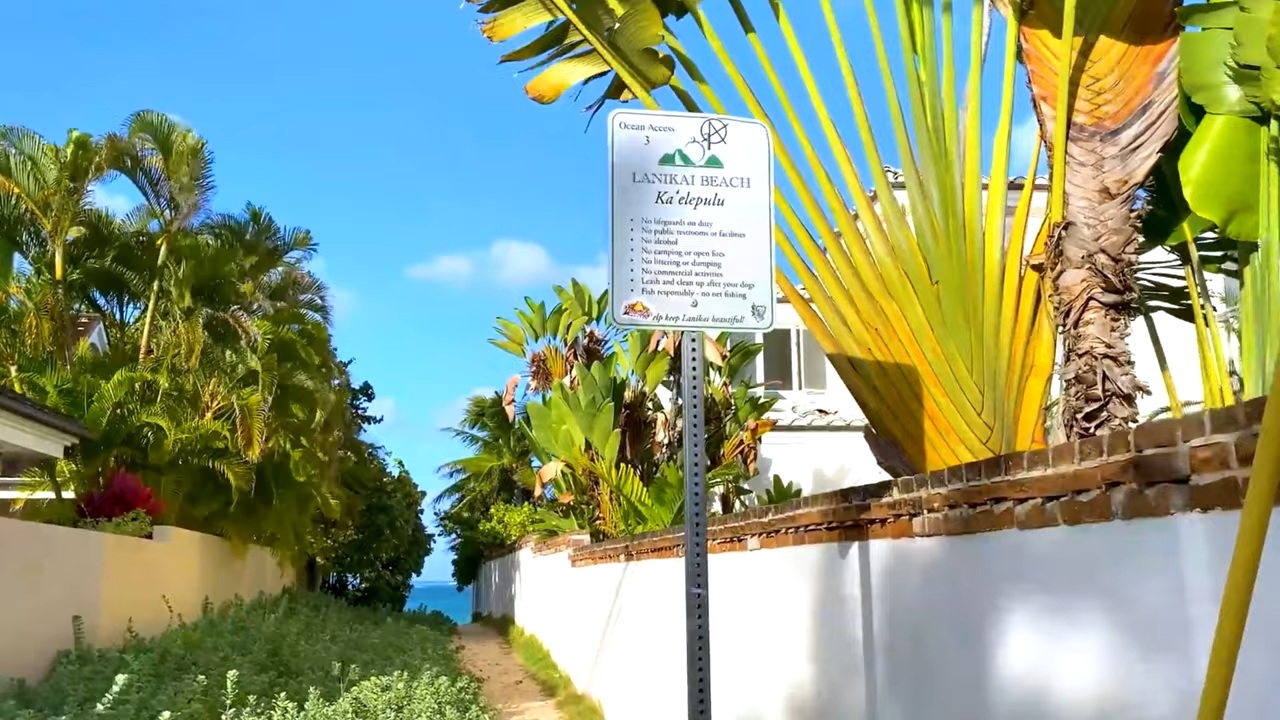 Ocean Access
3
LANIKAI BEACH
Kaʻelepulu
• No lifeguards on duty
• No public restrooms or facilities
• No alcohol
• No camping or open fires
• No littering or dumping
• No commercial activities
• Leash and clean up after your dogs
• Fish responsibly - no net fishing
elp keep Lanikai beautiful!